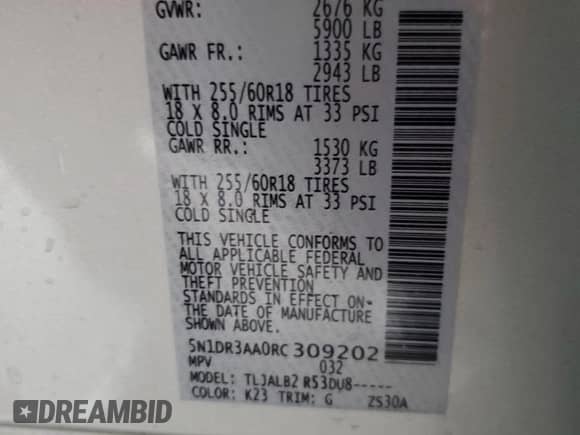 GVWR: 2676 KG
5900 LB
GAWR FR.: 1335 KG
2943 LB
WITH 255/60R18 TIRES
18 X 8.0 RIMS AT 33 PSI
COLD SINGLE
GAWR RR.: 1530 KG
3373 LB
WITH 255/60R18 TIRES
18 X 8.0 RIMS AT 33 PSI
COLD SINGLE
THIS VEHICLE CONFORMS TO
ALL APPLICABLE FEDERAL
MOTOR VEHICLE SAFETY AND
THEFT PREVENTION
STANDARDS IN EFFECT ON-
THE DATE OF MANUFACTURE
SHOWN ABOVE.
5N1DR3AA0RC309202
MPV 032
MODEL: TLJALB2 R53DU8-----
COLOR: K23 TRIM: G ZS30A
DREAMBID